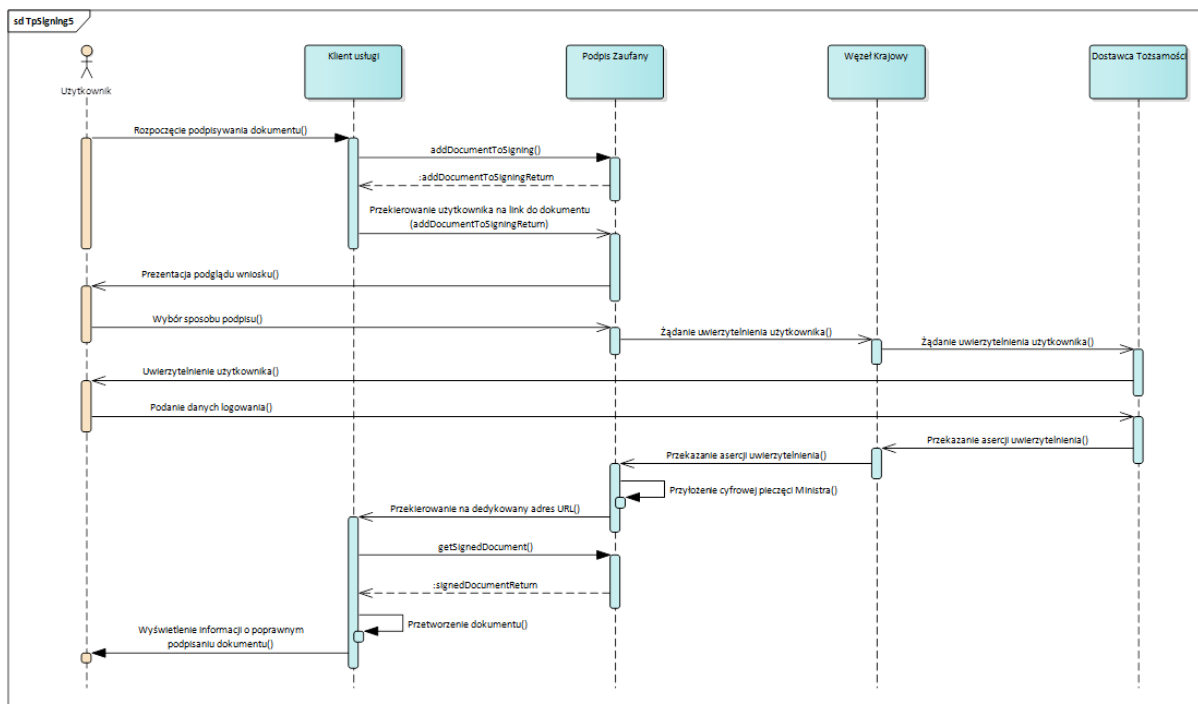 sd TpSigning5
Klient usługi
Podpis Zaufany
Węzeł Krajowy
Dostawca Tożsamości
Użytkownik
Rozpoczęcie podpisywania dokumentu()
addDocumentToSigning()
:addDocumentToSigningReturn
Przekierowanie użytkownika na link do dokumentu
(addDocumentToSigningReturn)
Prezentacja podglądu wniosku()
Wybór sposobu podpisu()
Żądanie uwierzytelnienia użytkownika()
Żądanie uwierzytelnienia użytkownika()
Uwierzytelnienie użytkownika()
Podanie danych logowania()
Przekazanie asercji uwierzytelnienia()
Przekazanie asercji uwierzytelnienia()
Przyłożenie cyfrowej pieczęci Ministra()
Przekierowanie na dedykowany adres URL()
getSignedDocument()
:signedDocumentReturn
Przetworzenie dokumentu()
Wyświetlenie informacji o poprawnym
podpisaniu dokumentu()